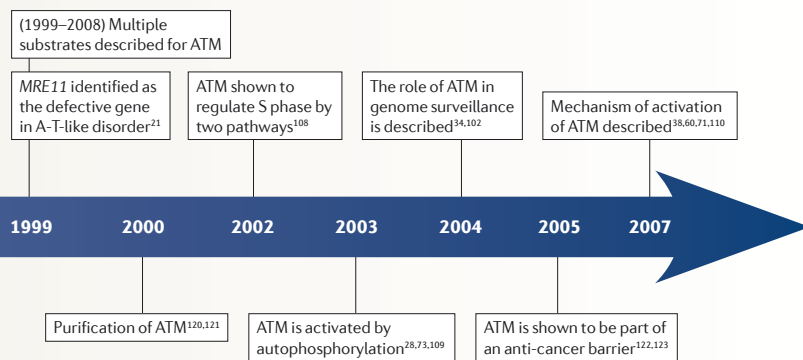 (1999–2008) Multiple
substrates described for ATM
MRE11 identified as
the defective gene
in A-T-like disorder21
ATM shown to
regulate S phase by
two pathways108
The role of ATM in
genome surveillance
is described34,102
Mechanism of activation
of ATM described38,60,71,110
1999
2000
2002
2003
2004
2005
2007
Purification of ATM120,121
ATM is activated by
autophosphorylation28,73,109
ATM is shown to be part of
an anti-cancer barrier122,123